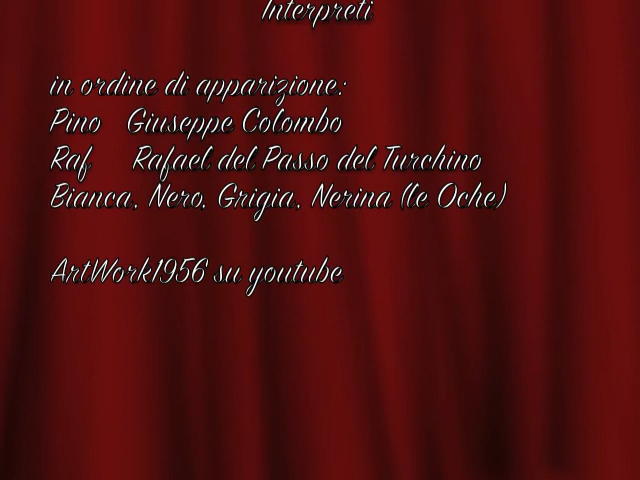 Interpreti
in ordine di apparizione:
Pino Giuseppe Colombo
Raf Rafael del Passo del Turchino
Bianca, Nero, Grigia, Nerina (le Oche)
ArtWork1956 su youtube